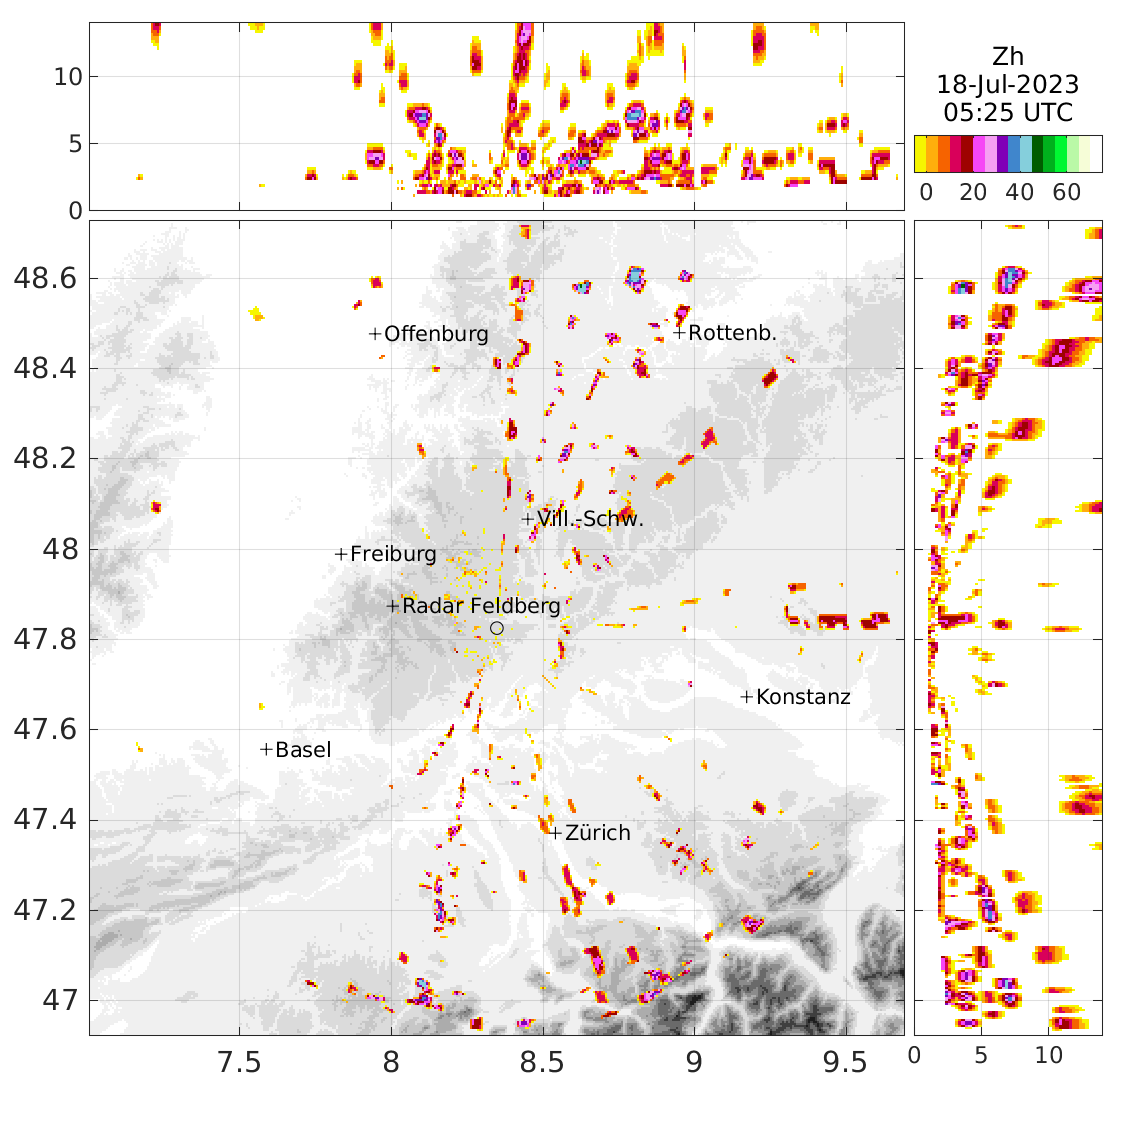 Zh
18-Jul-2023
05:25 UTC
0 20 40 60
10
5
0
48.6
48.4
48.2
48
47.8
47.6
47.4
47.2
47
Offenburg
Rottenb.
Vill.-Schw.
Freiburg
Radar Feldberg
Konstanz
Basel
Zürich
7.5 8 8.5 9 9.5
0 5 10